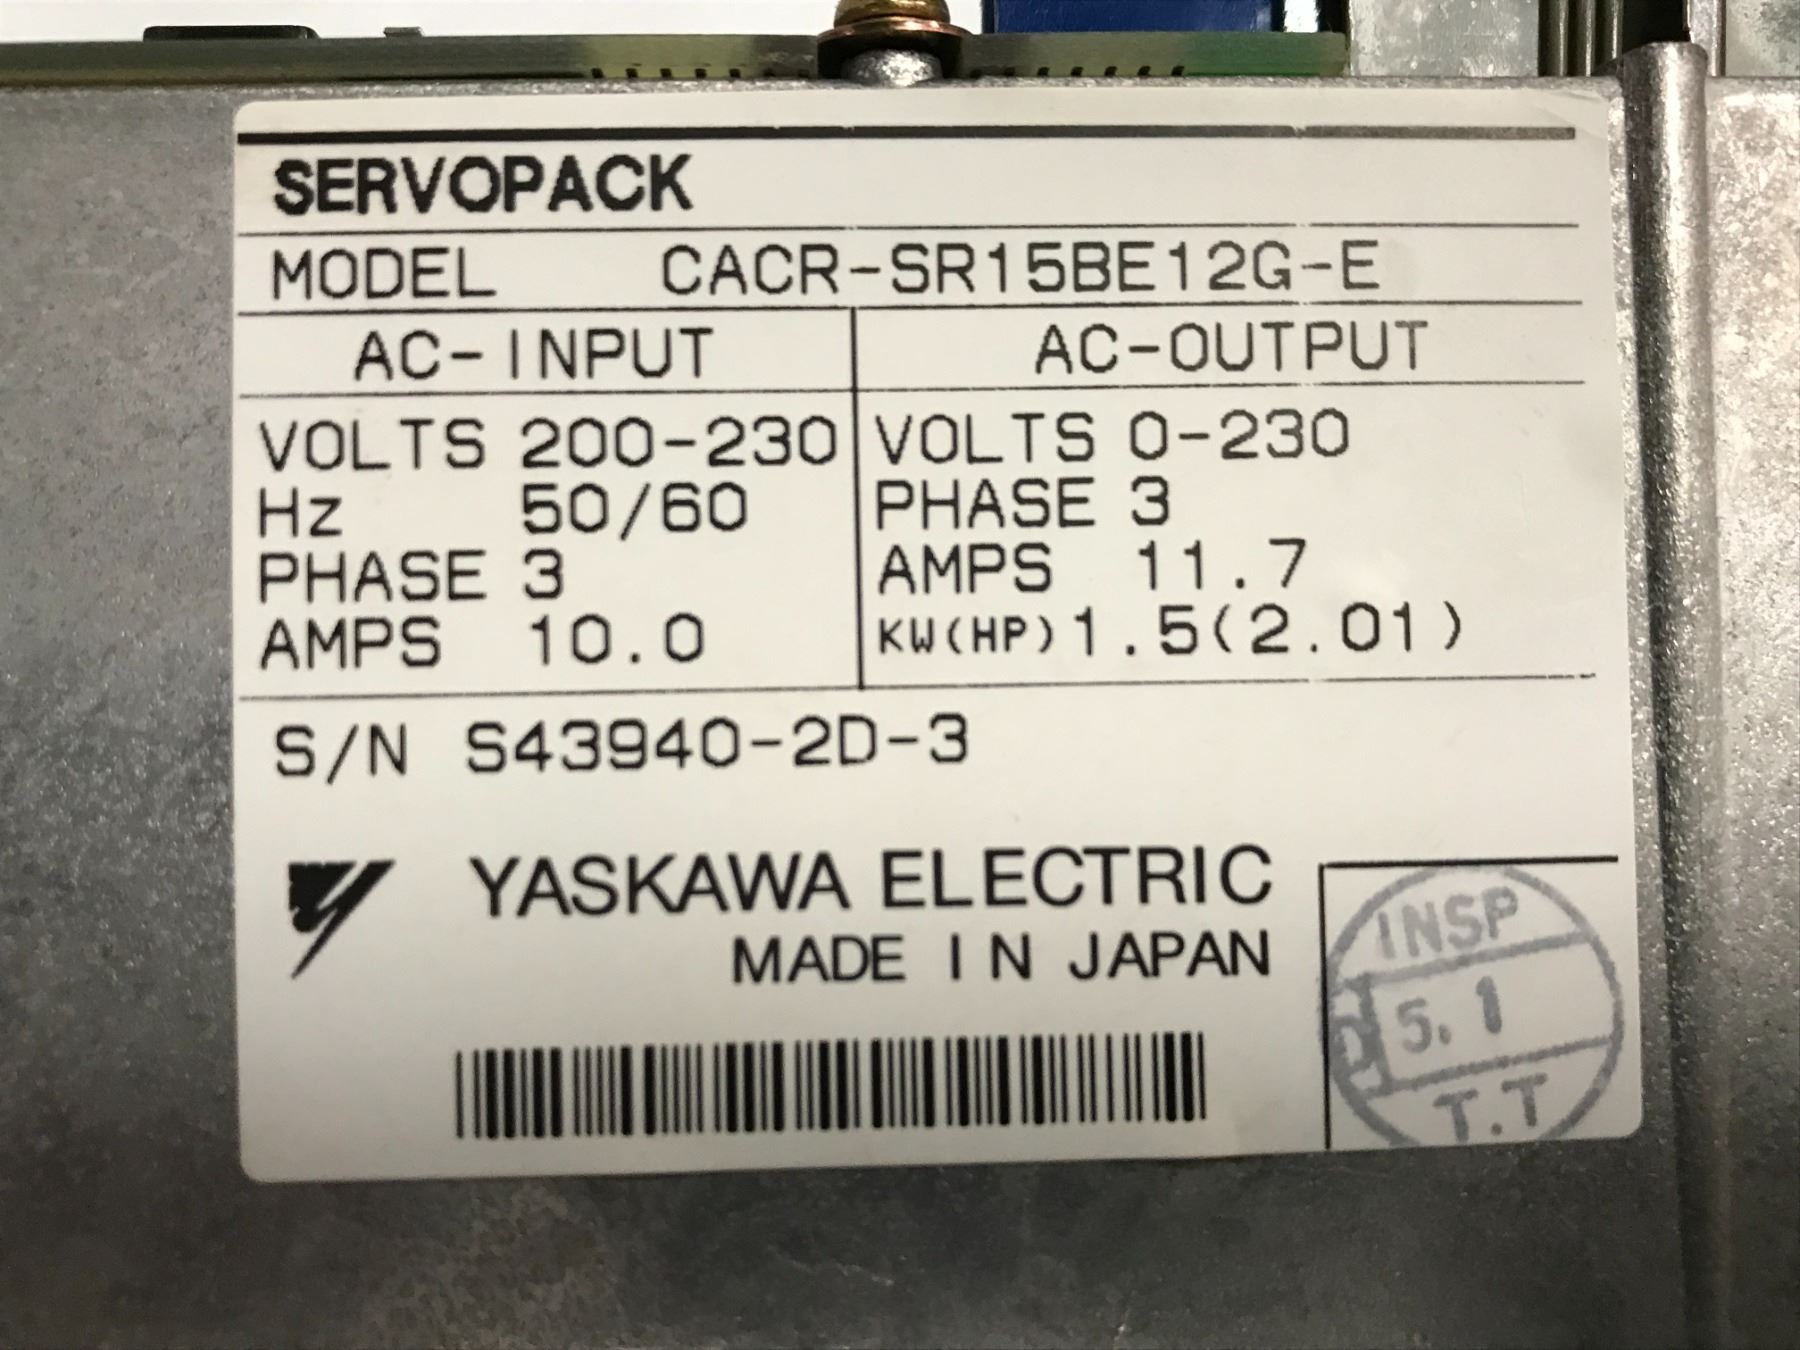 SERVOPACK
MODEL CACR-SR15BE12G-E
AC-INPUT AC-OUTPUT
VOLTS 200-230 VOLTS 0-230
Hz 50/60 PHASE 3
PHASE 3 AMPS 11.7
AMPS 10.0 KW(HP) 1.5(2.01)
S/N S43940-2D-3
YASKAWA ELECTRIC
MADE IN JAPAN
INSP
5.1
T.T